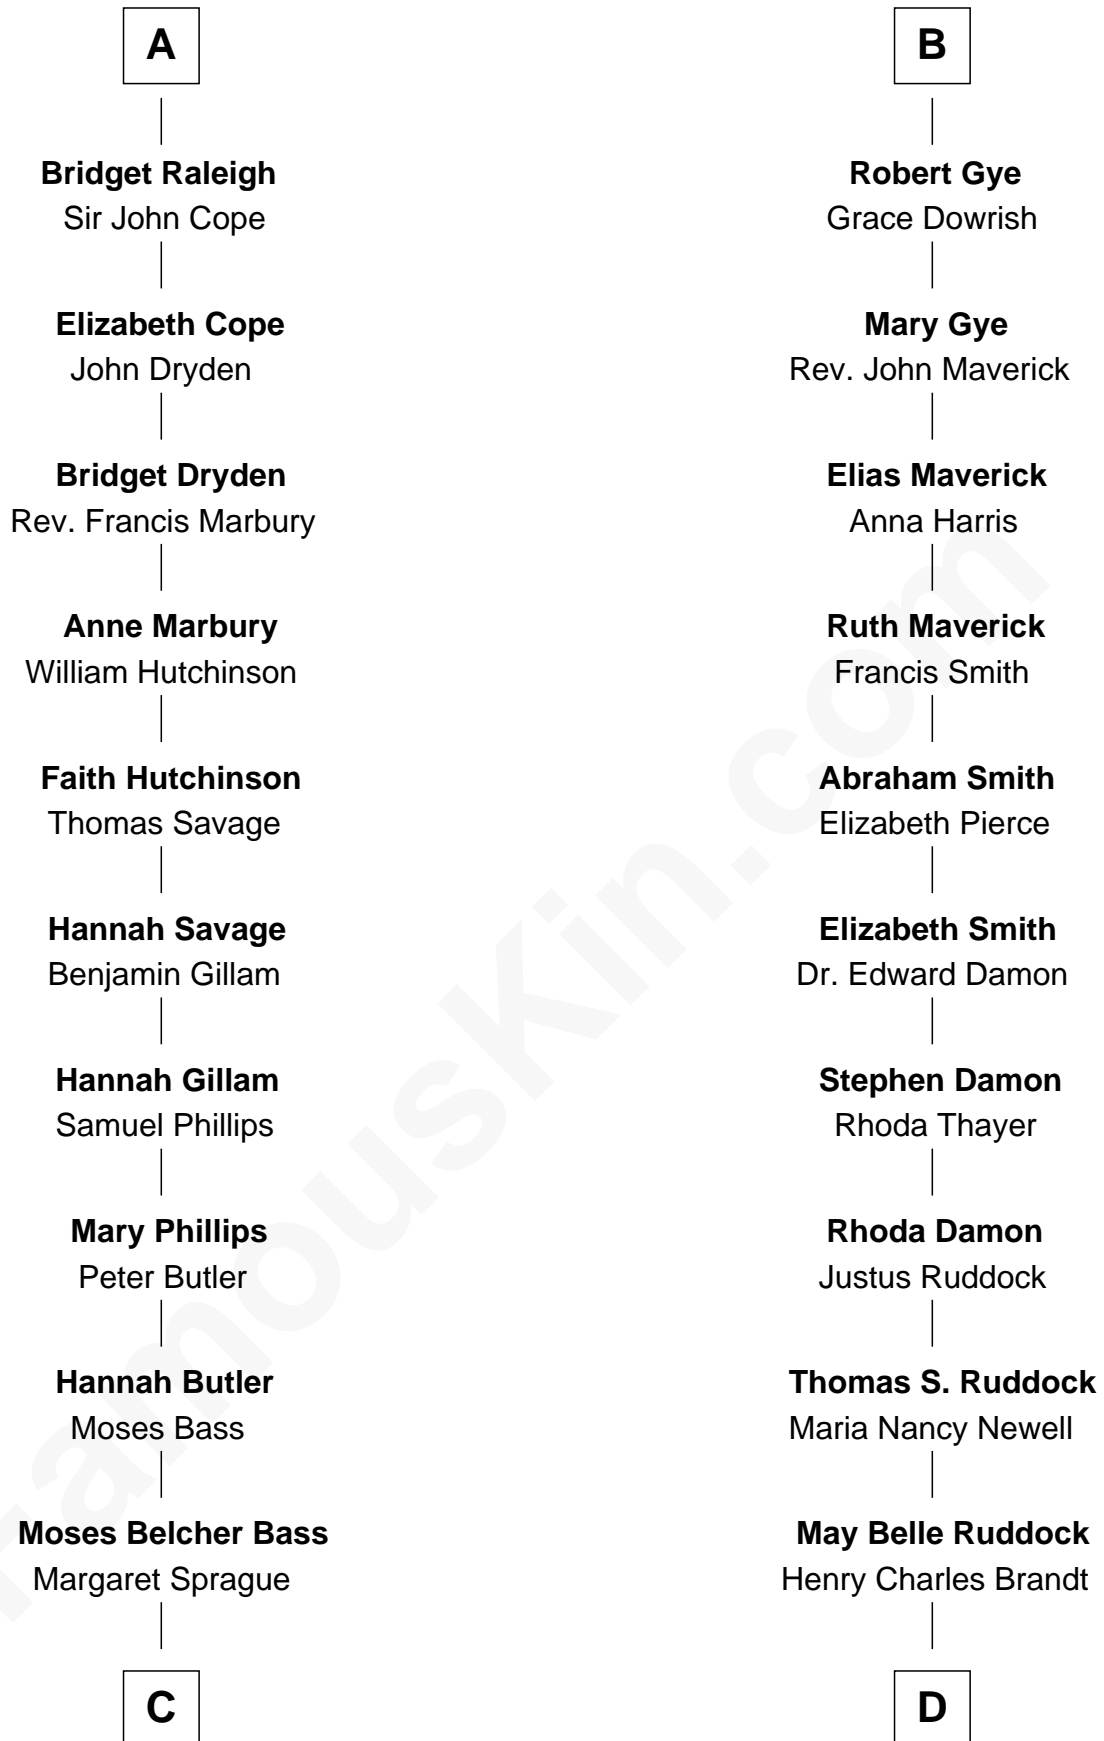 A
Bridget Raleigh
Sir John Cope
Elizabeth Cope
John Dryden
Bridget Dryden
Rev. Francis Marbury
Anne Marbury
William Hutchinson
Faith Hutchinson
Thomas Savage
Hannah Savage
Benjamin Gillam
Hannah Gillam
Samuel Phillips
Mary Phillips
Peter Butler
Hannah Butler
Moses Bass
Moses Belcher Bass
Margaret Sprague
C
B
Robert Gye
Grace Dowrish
Mary Gye
Rev. John Maverick
Elias Maverick
Anna Harris
Ruth Maverick
Francis Smith
Abraham Smith
Elizabeth Pierce
Elizabeth Smith
Dr. Edward Damon
Stephen Damon
Rhoda Thayer
Rhoda Damon
Justus Ruddock
Thomas S. Ruddock
Maria Nancy Newell
May Belle Ruddock
Henry Charles Brandt
D
FamousKin.com